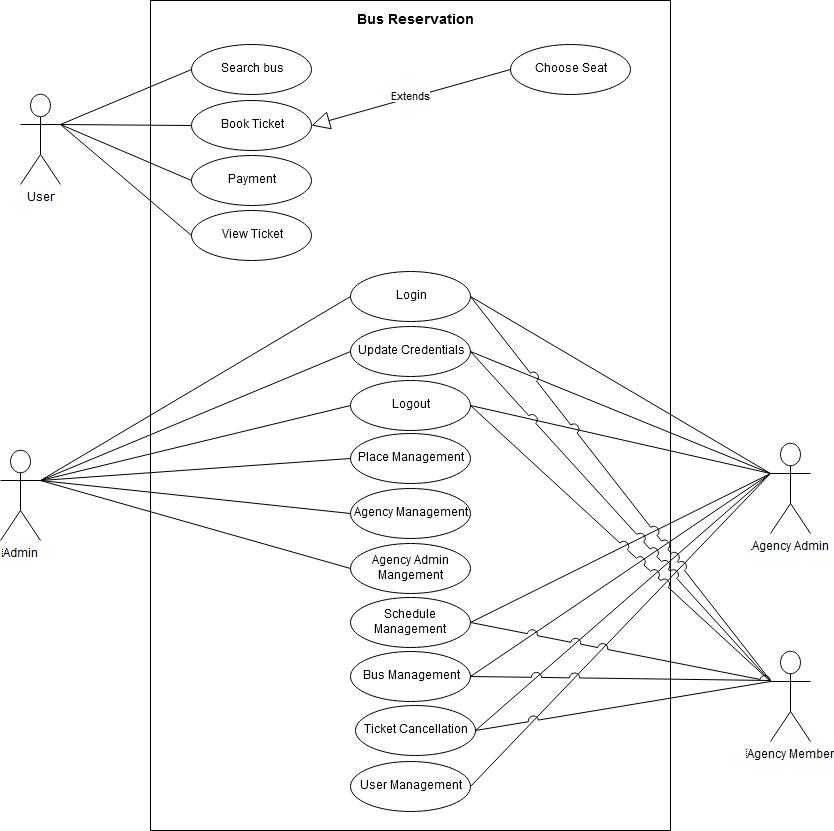 Bus Reservation
Search bus
Choose Seat
Extends
Book Ticket
Payment
User
View Ticket
Login
Update Credentials
Logout
Place Management
Agency Management
Admin
Agency Admin
Agency Admin
Mangement
Schedule
Management
Bus Management
Ticket Cancellation
Agency Member
User Management